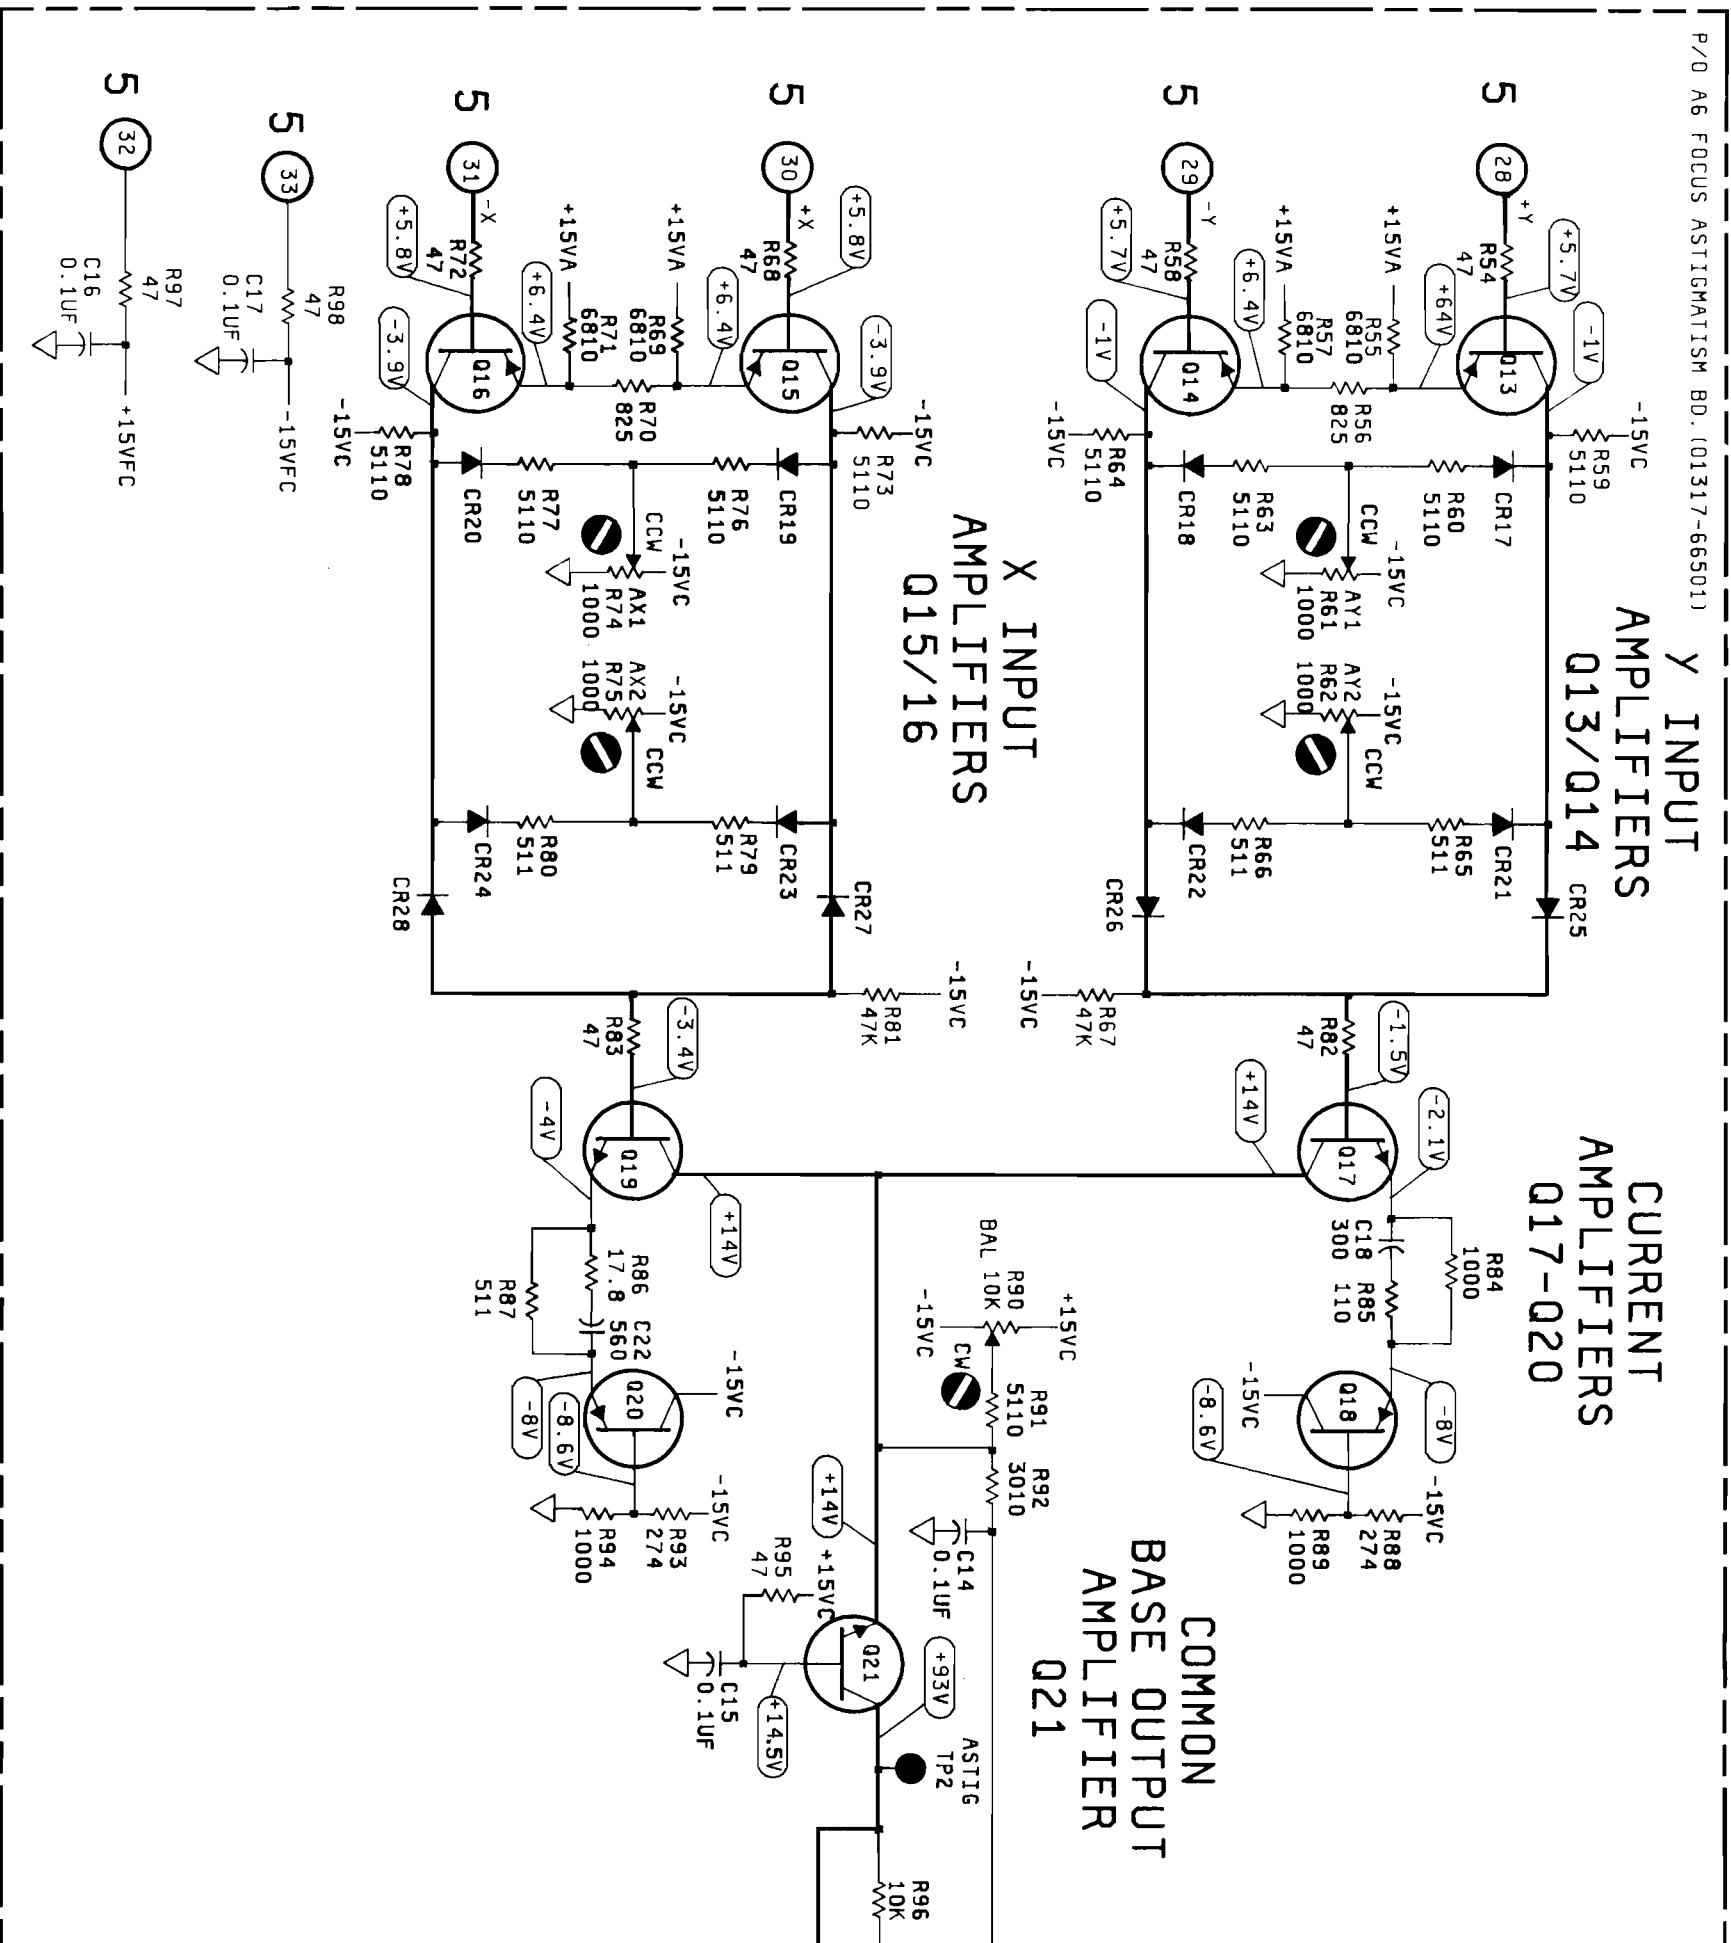 P/O A6 FOCUS ASTIGMATISM BD. (01317-66501)
Y INPUT
AMPLIFIERS
Q13/Q14
CURRENT
AMPLIFIERS
Q17-Q20
COMMON
BASE OUTPUT
AMPLIFIER
Q21
X INPUT
AMPLIFIERS
Q15/16
5
28
+Y
R54
47
+5.7V
Q13
+64V
-1V
-15VC
R59
5110
+15VA
R55
6810
R56
825
+15VA
R57
6810
+6.4V
5
29
-Y
R58
47
+5.7V
Q14
-1V
-15VC
R64
5110
CR17
R60
5110
CCW
-15VC
AY1
R61
1000
R63
5110
CR18
AY2
R62
1000
-15VC
CCW
CR21
R65
511
R66
511
CR22
CR25
CR26
-15VC
R67
47K
R82
47
-1.5V
Q17
-2.1V
+14V
R84
1000
C18
300
R85
110
-8V
Q18
-15VC
-8.6V
-15VC
R88
274
R89
1000
5
30
+X
R68
47
+5.8V
Q15
+6.4V
-3.9V
-15VC
R73
5110
+15VA
R69
6810
R70
825
+15VA
R71
6810
+6.4V
5
31
-X
R72
47
+5.8V
Q16
-3.9V
-15VC
R78
5110
CR19
R76
5110
CCW
-15VC
AX1
R74
1000
R77
5110
CR20
AX2
R75
1000
-15VC
CCW
CR23
R79
511
R80
511
CR24
CR27
CR28
-15VC
R81
47K
R83
47
-3.4V
Q19
-4V
+14V
R86
17.8
C22
560
R87
511
-8V
-8.6V
Q20
-15VC
-15VC
R93
274
R94
1000
BAL
R90
10K
+15VC
-15VC
CW
R91
5110
R92
3010
C14
0.1UF
+14V
R95
47
+15VC
Q21
C15
0.1UF
+14.5V
+93V
ASTIG
TP2
R96
10K
5
33
R98
47
C17
0.1UF
-15VFC
5
32
R97
47
C16
0.1UF
+15VFC